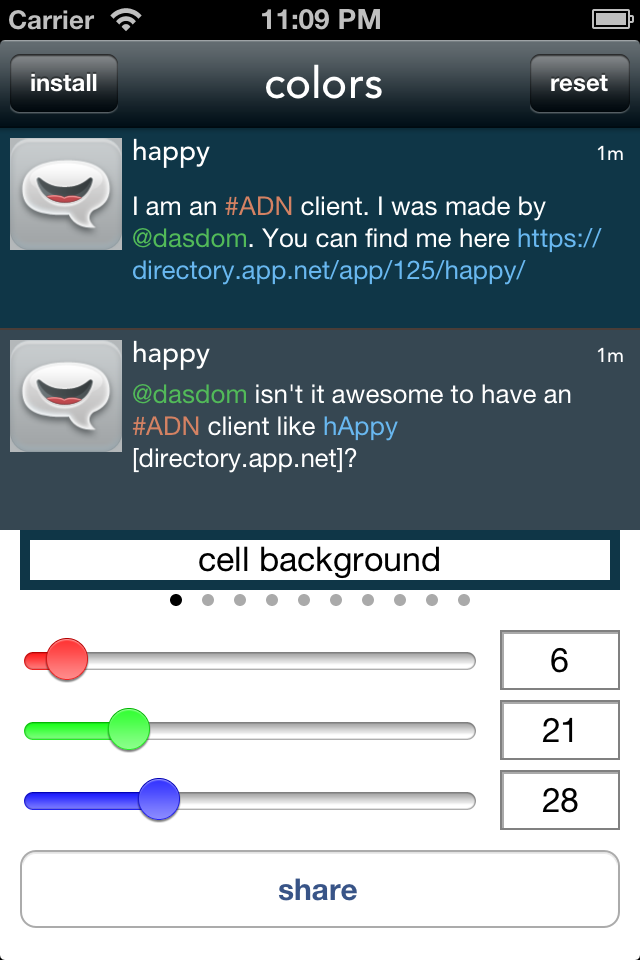 Carrier 11:09 PM
install colors reset
happy 1m
I am an #ADN client. I was made by
@dasdom. You can find me here https://
directory.app.net/app/125/happy/
happy 1m
@dasdom isn't it awesome to have an
#ADN client like hAppy
[directory.app.net]?
cell background
6
21
28
share